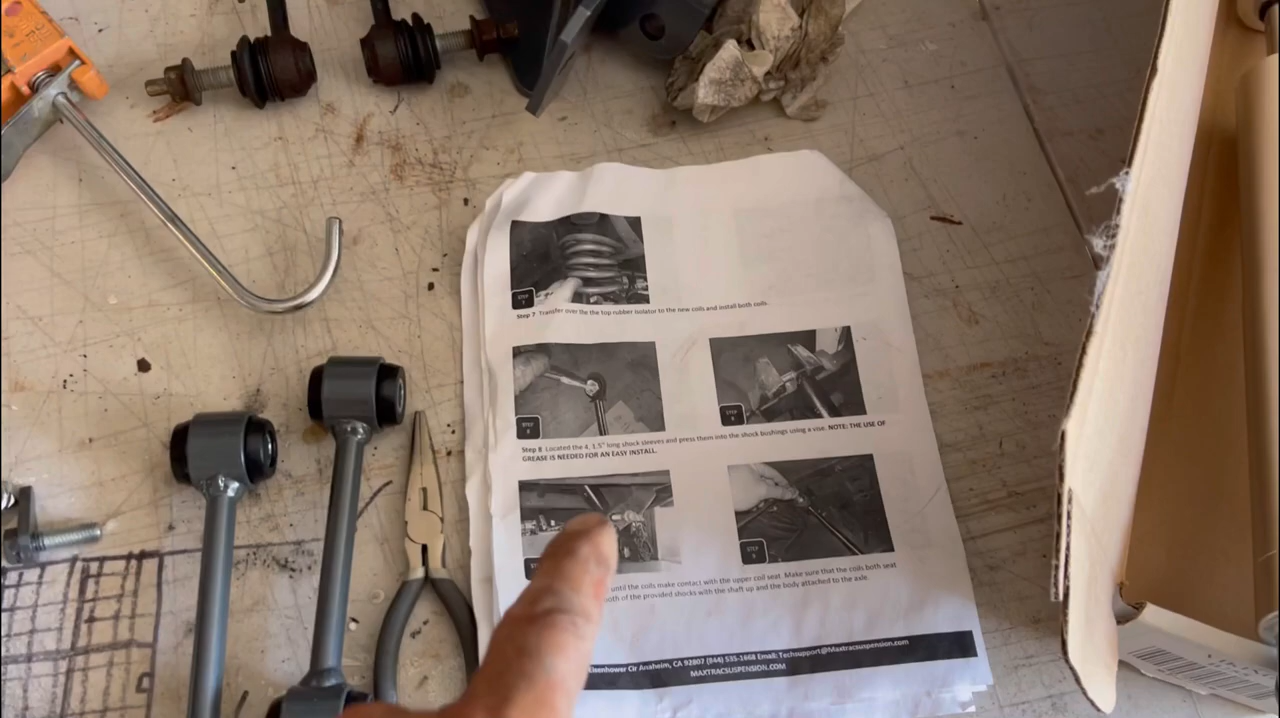 STEP
7
Step 7 Transfer over the the top rubber isolator to the new coils and install both coils.
STEP
8
STEP
8
Step 8 Located the 4, 1.5" long shock sleeves and press them into the shock bushings using a vise. NOTE: THE USE OF
GREASE IS NEEDED FOR AN EASY INSTALL.
STEP
9
until the coils make contact with the upper coil seat. Make sure that the coils both seat
of the provided shocks with the shaft up and the body attached to the axle.
Eisenhower Cir Anaheim, CA 92807 (944) 535-1668 Email: Techsupport@Maxtracsuspension.com
MAXTRACSUSPENSION.COM